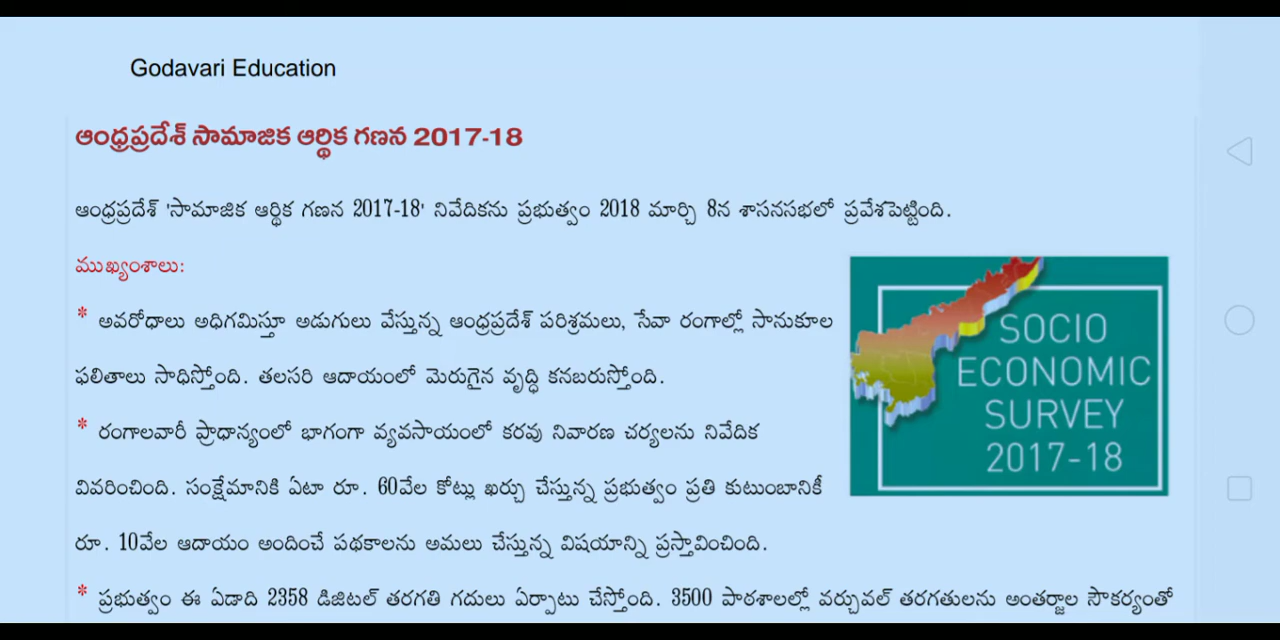 Godavari Education
ఆంధ్రప్రదేశ్ సామాజిక ఆర్థిక గణన 2017-18
ఆంధ్రప్రదేశ్ 'సామాజిక ఆర్థిక గణన 2017-18' నివేదికను ప్రభుత్వం 2018 మార్చి 8న శాసనసభలో ప్రవేశపెట్టింది.
ముఖ్యంశాలు:
* అవరోధాలు అధిగమిస్తూ అడుగులు వేస్తున్న ఆంధ్రప్రదేశ్ పరిశ్రమలు, సేవా రంగాల్లో సానుకూల
ఫలితాలు సాధిస్తోంది. తలసరి ఆదాయంలో మెరుగైన వృద్ధి కనబరుస్తోంది.
* రంగాలవారీ ప్రాధాన్యంలో భాగంగా వ్యవసాయంలో కరవు నివారణ చర్యలను నివేదిక
వివరించింది. సంక్షేమానికి ఏటా రూ. 60వేల కోట్లు ఖర్చు చేస్తున్న ప్రభుత్వం ప్రతి కుటుంబానికీ
రూ. 10వేల ఆదాయం అందించే పథకాలను అమలు చేస్తున్న విషయాన్ని ప్రస్తావించింది.
* ప్రభుత్వం ఈ ఏడాది 2358 డిజిటల్ తరగతి గదులు ఏర్పాటు చేస్తోంది. 3500 పాఠశాలల్లో వర్చువల్ తరగతులను అంతర్జాల సౌకర్యంతో
SOCIO
ECONOMIC
SURVEY
2017-18